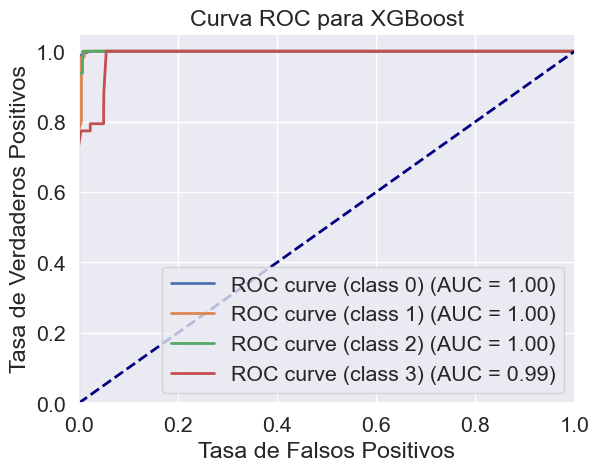 Curva ROC para XGBoost
Tasa de Verdaderos Positivos
1.0
0.8
0.6
0.4
0.2
0.0
ROC curve (class 0) (AUC = 1.00)
ROC curve (class 1) (AUC = 1.00)
ROC curve (class 2) (AUC = 1.00)
ROC curve (class 3) (AUC = 0.99)
0.0 0.2 0.4 0.6 0.8 1.0
Tasa de Falsos Positivos